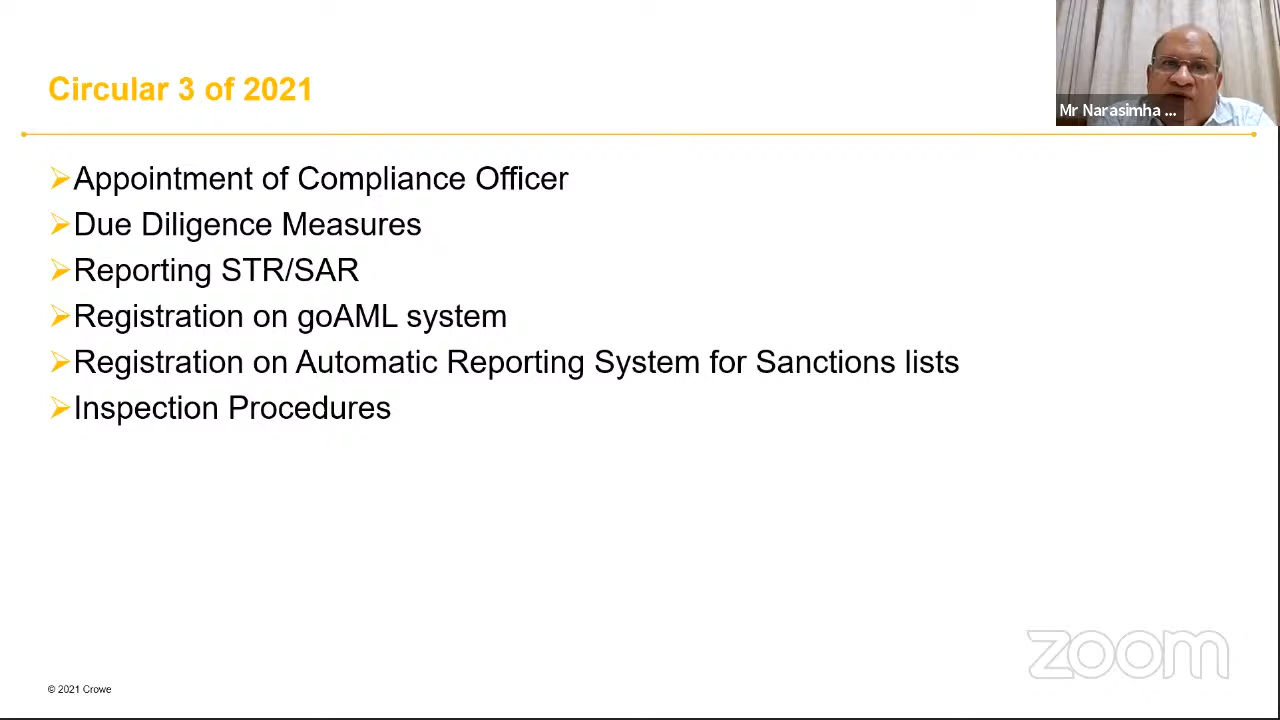 Circular 3 of 2021
Mr Narasimha ...
Appointment of Compliance Officer
Due Diligence Measures
Reporting STR/SAR
Registration on goAML system
Registration on Automatic Reporting System for Sanctions lists
Inspection Procedures
zoom
© 2021 Crowe